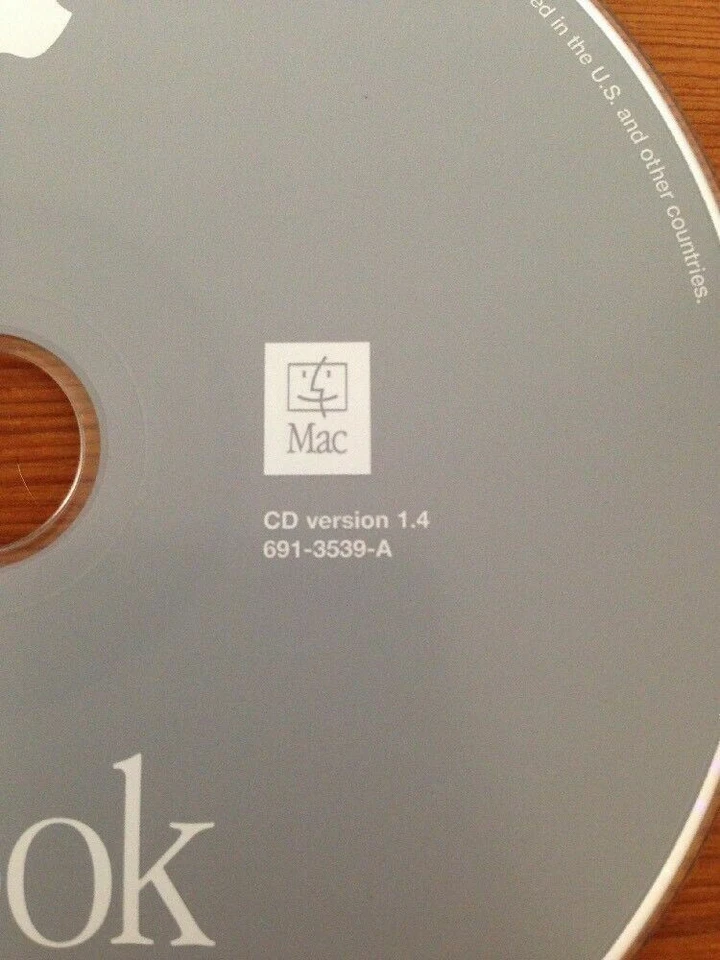 ed in the U.S. and other countries.
Mac
CD version 1.4
691-3539-A
ok